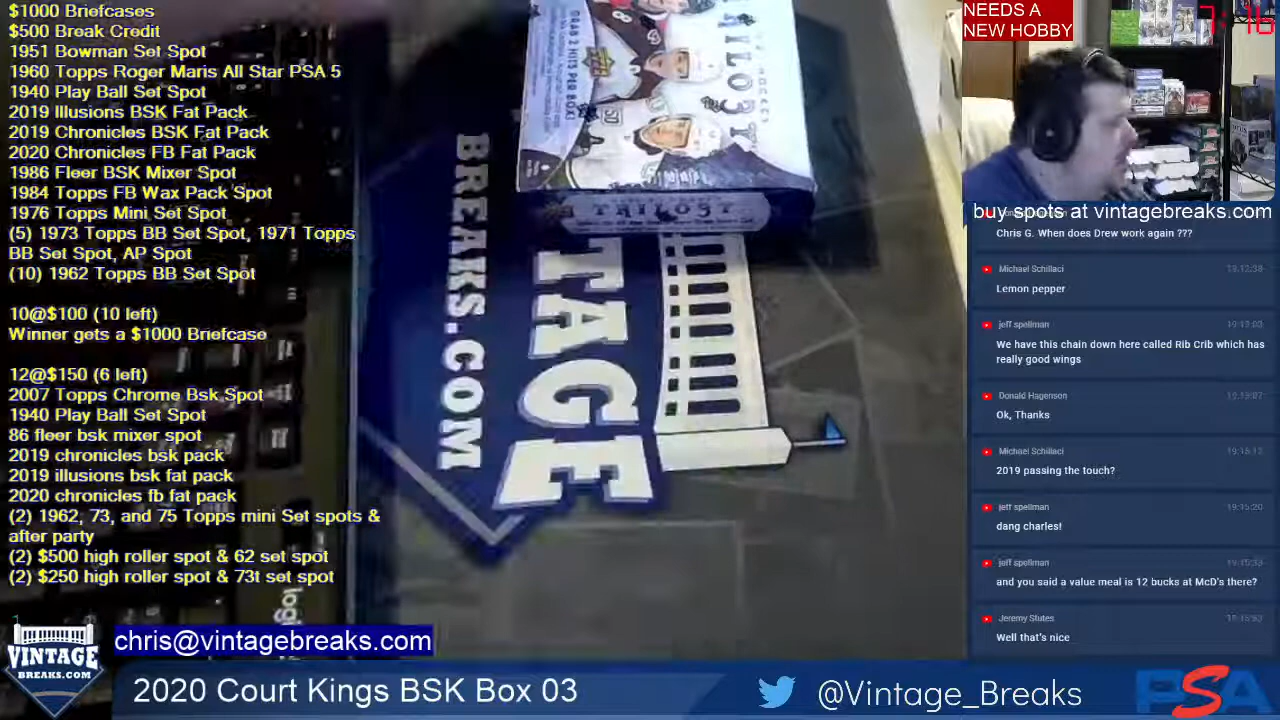 $1000 Briefcases
$500 Break Credit
1951 Bowman Set Spot
1960 Topps Roger Maris All Star PSA 5
1940 Play Ball Set Spot
2019 Illusions BSK Fat Pack
2019 Chronicles BSK Fat Pack
2020 Chronicles FB Fat Pack
1986 Fleer BSK Mixer Spot
1984 Topps FB Wax Pack Spot
1976 Topps Mini Set Spot
(5) 1973 Topps BB Set Spot, 1971 Topps
BB Set Spot, AP Spot
(10) 1962 Topps BB Set Spot
10@$100 (10 left)
Winner gets a $1000 Briefcase
12@$150 (6 left)
2007 Topps Chrome Bsk Spot
1940 Play Ball Set Spot
86 fleer bsk mixer spot
2019 chronicles bsk pack
2019 illusions bsk fat pack
2020 chronicles fb fat pack
(2) 1962, 73, and 75 Topps mini Set spots &
after party
(2) $500 high roller spot & 62 set spot
(2) $250 high roller spot & 73t set spot
TRILOGY
TAGE
BREAKS.COM
logi
NEEDS A
NEW HOBBY
7:16
buy spots at vintagebreaks.com
Chris G. When does Drew work again ???
Michael Schillaci 19:12:38
Lemon pepper
jeff spellman
We have this chain down here called Rib Crib which has
really good wings
Donald Hagenson
Ok, Thanks
Michael Schillaci
2019 passing the touch?
jeff spellman 19:15:20
dang charles!
jeff spellman
and you said a value meal is 12 bucks at McD's there?
Jeremy Stutes
Well that's nice
VINTAGE
BREAKS.COM
chris@vintagebreaks.com
2020 Court Kings BSK Box 03
@Vintage_Breaks
PSA